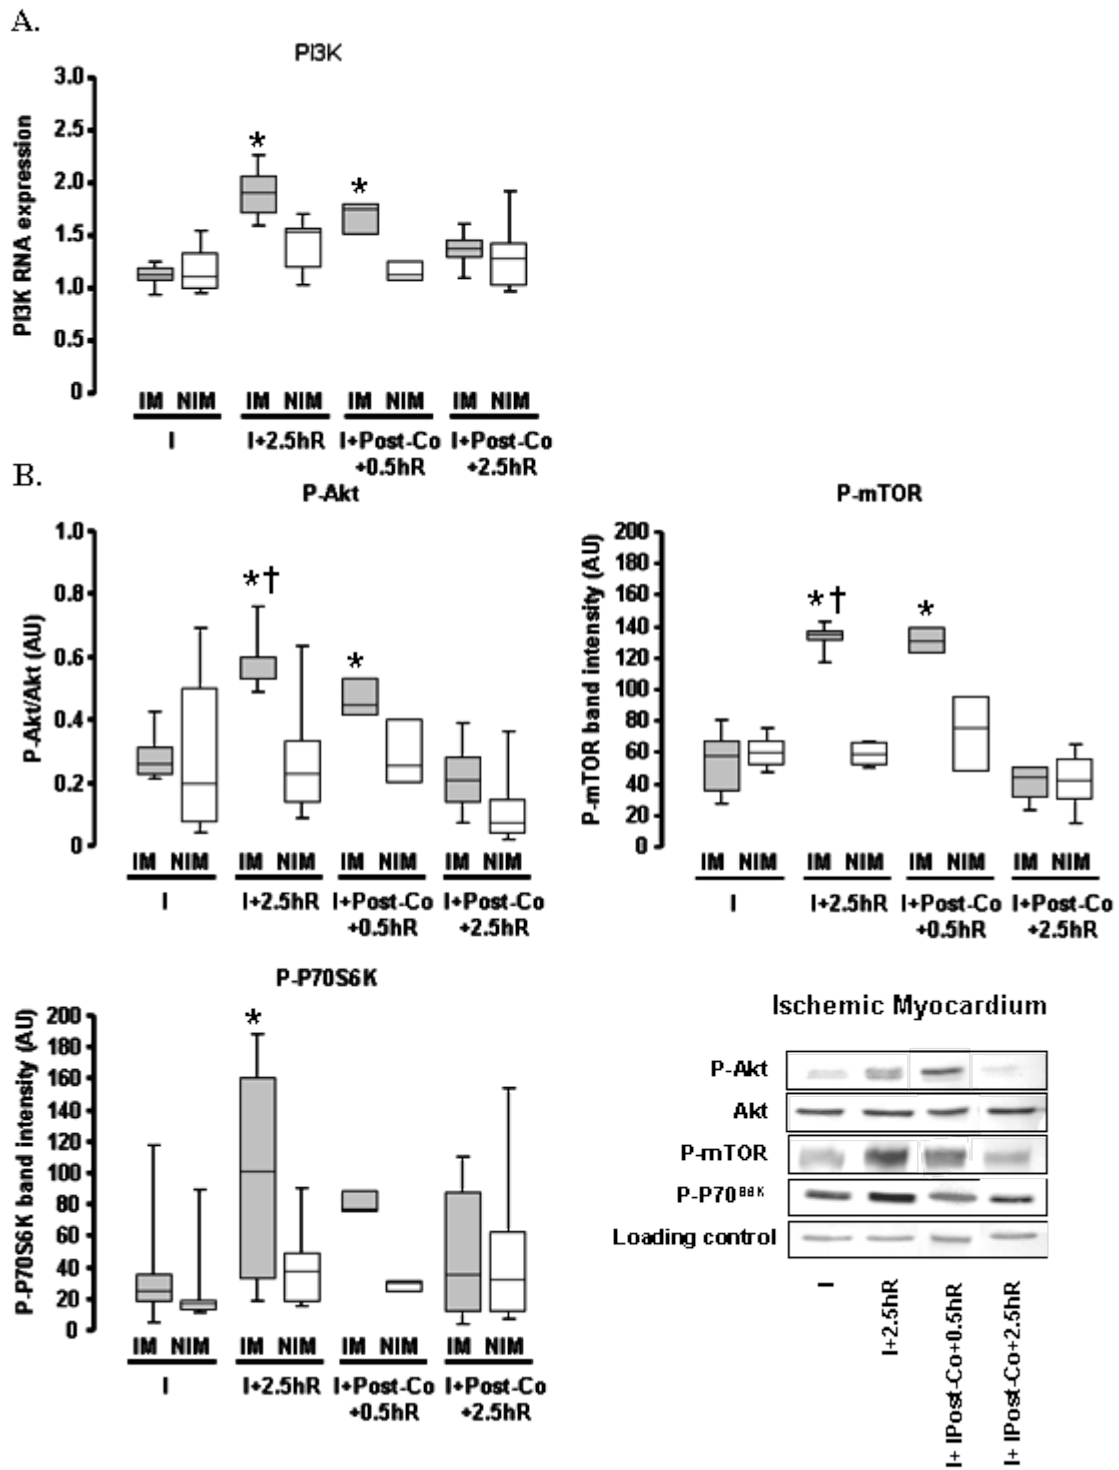 A.
PI3K
PI3K RNA expression
3.0
2.5
2.0
1.5
1.0
0.5
0
*
*
IM NIM IM NIM IM NIM IM NIM
I I+2.5hR I+Post-Co I+Post-Co
+0.5hR +2.5hR
B.
P-Akt
P-Akt/Akt (AU)
1.0
0.8
0.6
0.4
0.2
0
*†
*
IM NIM IM NIM IM NIM IM NIM
I I+2.5hR I+Post-Co I+Post-Co
+0.5hR +2.5hR
P-mTOR
P-mTOR band intensity (AU)
200
180
160
140
120
100
80
60
40
20
0
*†
*
IM NIM IM NIM IM NIM IM NIM
I I+2.5hR I+Post-Co I+Post-Co
+0.5hR +2.5hR
P-P70S6K
P-P70S6K band intensity (AU)
200
180
160
140
120
100
80
60
40
20
0
*
IM NIM IM NIM IM NIM IM NIM
I I+2.5hR I+Post-Co I+Post-Co
+0.5hR +2.5hR
Ischemic Myocardium
P-Akt
Akt
P-mTOR
P-P70
Loading control
I
I+2.5hR
I+ IPost-Co+0.5hR
I+ IPost-Co+2.5hR